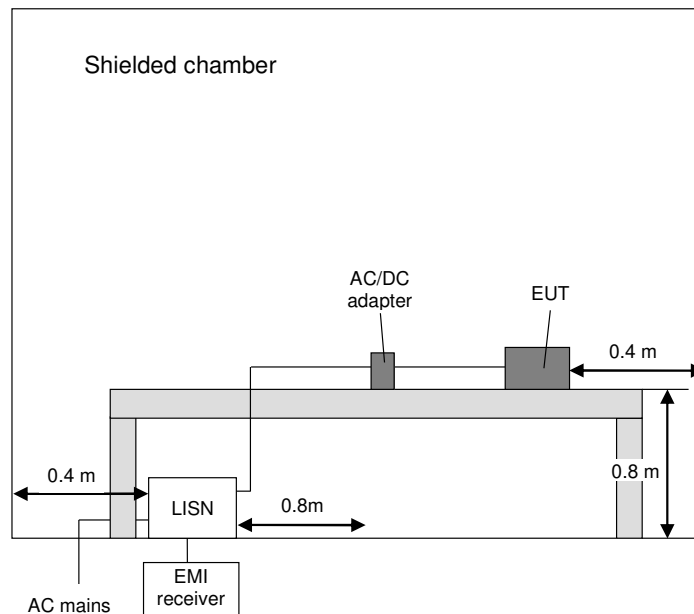 Shielded chamber
AC/DC
adapter
EUT
0.4 m
0.4 m
0.8 m
LISN
0.8m
EMI
receiver
AC mains